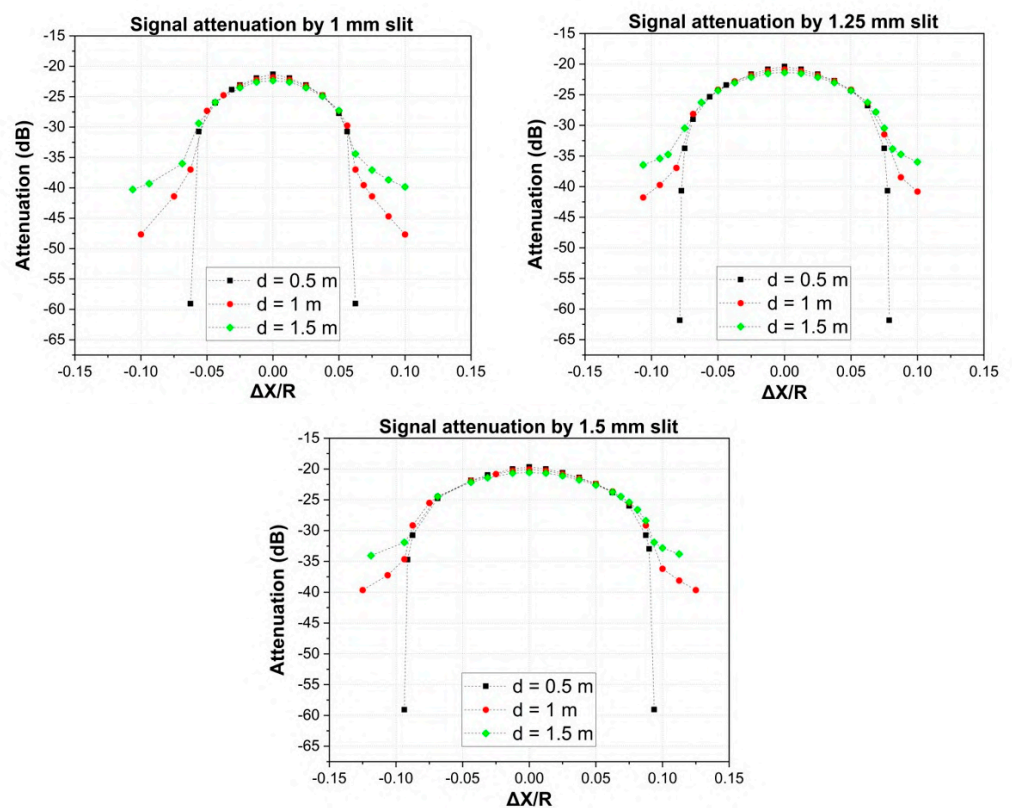 Signal attenuation by 1 mm slit
-15
-20
-25
-30
-35
-40
-45
-50
-55
-60
-65
Attenuation (dB)
d = 0.5 m
d = 1 m
d = 1.5 m
-0.15 -0.10 -0.05 0.00 0.05 0.10 0.15
ΔX/R
Signal attenuation by 1.25 mm slit
-15
-20
-25
-30
-35
-40
-45
-50
-55
-60
-65
Attenuation (dB)
d = 0.5 m
d = 1 m
d = 1.5 m
-0.15 -0.10 -0.05 0.00 0.05 0.10 0.15
ΔX/R
Signal attenuation by 1.5 mm slit
-15
-20
-25
-30
-35
-40
-45
-50
-55
-60
-65
Attenuation (dB)
d = 0.5 m
d = 1 m
d = 1.5 m
-0.15 -0.10 -0.05 0.00 0.05 0.10 0.15
ΔX/R